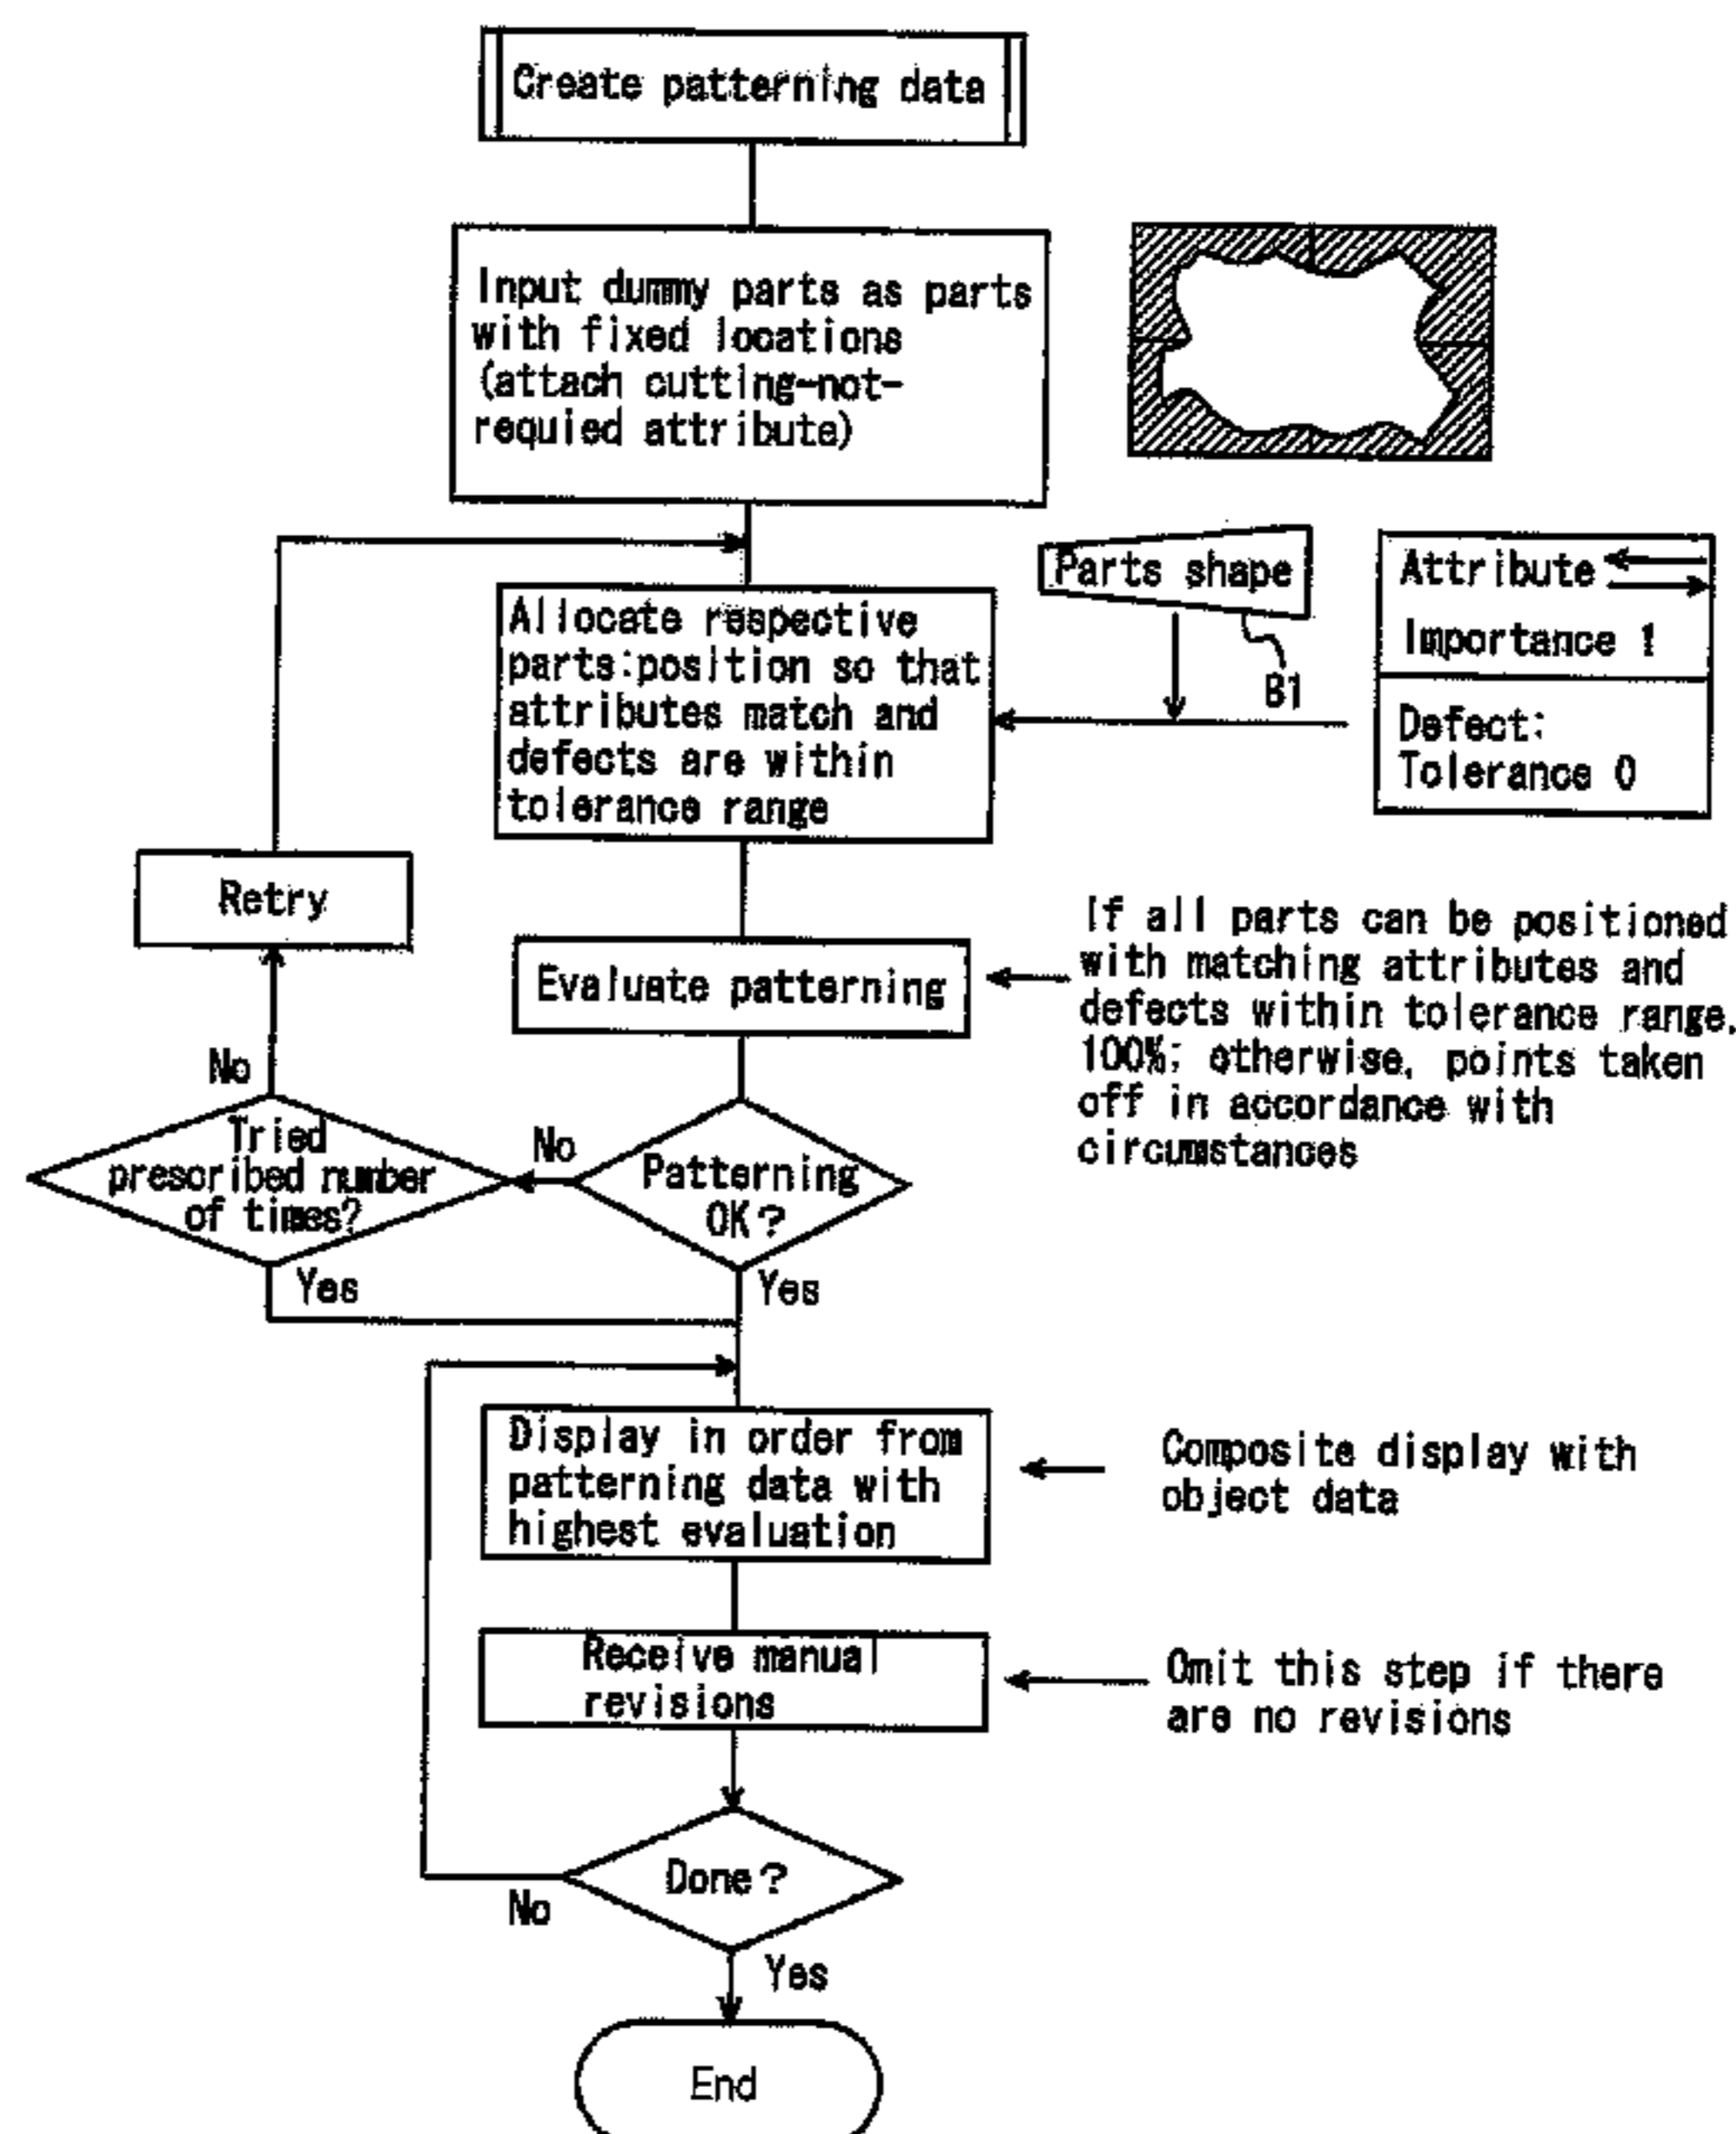 Create patterning data
Input dummy parts as parts
with fixed locations
(attach cutting-not-
requied attribute)
Parts shape
B1
Attribute
Importance 1
Defect:
Tolerance 0
Allocate respective
parts:position so that
attributes match and
defects are within
tolerance range
Retry
Evaluate patterning
If all parts can be positioned
with matching attributes and
defects within tolerance range,
100%; otherwise, points taken
off in accordance with
circumstances
No
Tried
prescribed number
of times?
No
Patterning
OK?
Yes
Yes
Display in order from
patterning data with
highest evaluation
Composite display with
object data
Receive manual
revisions
Omit this step if there
are no revisions
Done?
No
Yes
End